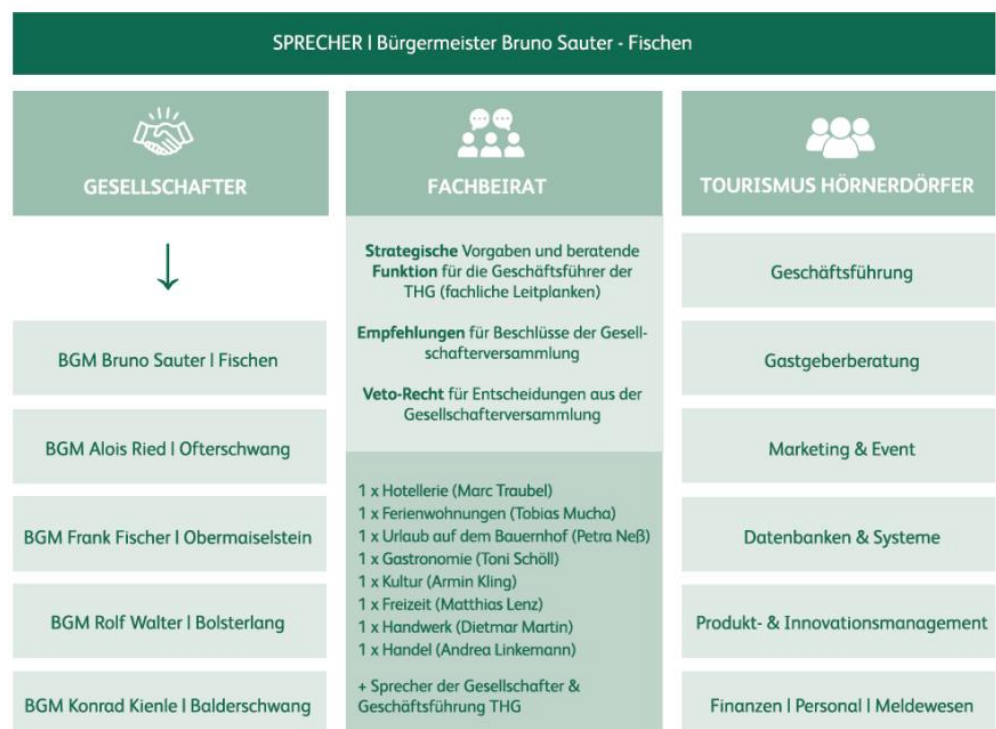 SPRECHER | Bürgermeister Bruno Sauter - Fischen
GESELLSCHAFTER
BGM Bruno Sauter | Fischen
BGM Alois Ried | Ofterschwang
BGM Frank Fischer | Obermaiselstein
BGM Rolf Walter | Bolsterlang
BGM Konrad Kienle | Balderschwang
FACHBEIRAT
Strategische Vorgaben und beratende
Funktion für die Geschäftsführer der
THG (fachliche Leitplanken)
Empfehlungen für Beschlüsse der Gesell-
schafterversammlung
Veto-Recht für Entscheidungen aus der
Gesellschafterversammlung
1 x Hotellerie (Marc Traubel)
1 x Ferienwohnungen (Tobias Mucha)
1 x Urlaub auf dem Bauernhof (Petra Neß)
1 x Gastronomie (Toni Schöll)
1 x Kultur (Armin Kling)
1 x Freizeit (Matthias Lenz)
1 x Handwerk (Dietmar Martin)
1 x Handel (Andrea Linkemann)
+ Sprecher der Gesellschafter &
Geschäftsführung THG
TOURISMUS HÖRNERDÖRFER
Geschäftsführung
Gastgeberberatung
Marketing & Event
Datenbanken & Systeme
Produkt- & Innovationsmanagement
Finanzen | Personal | Meldewesen